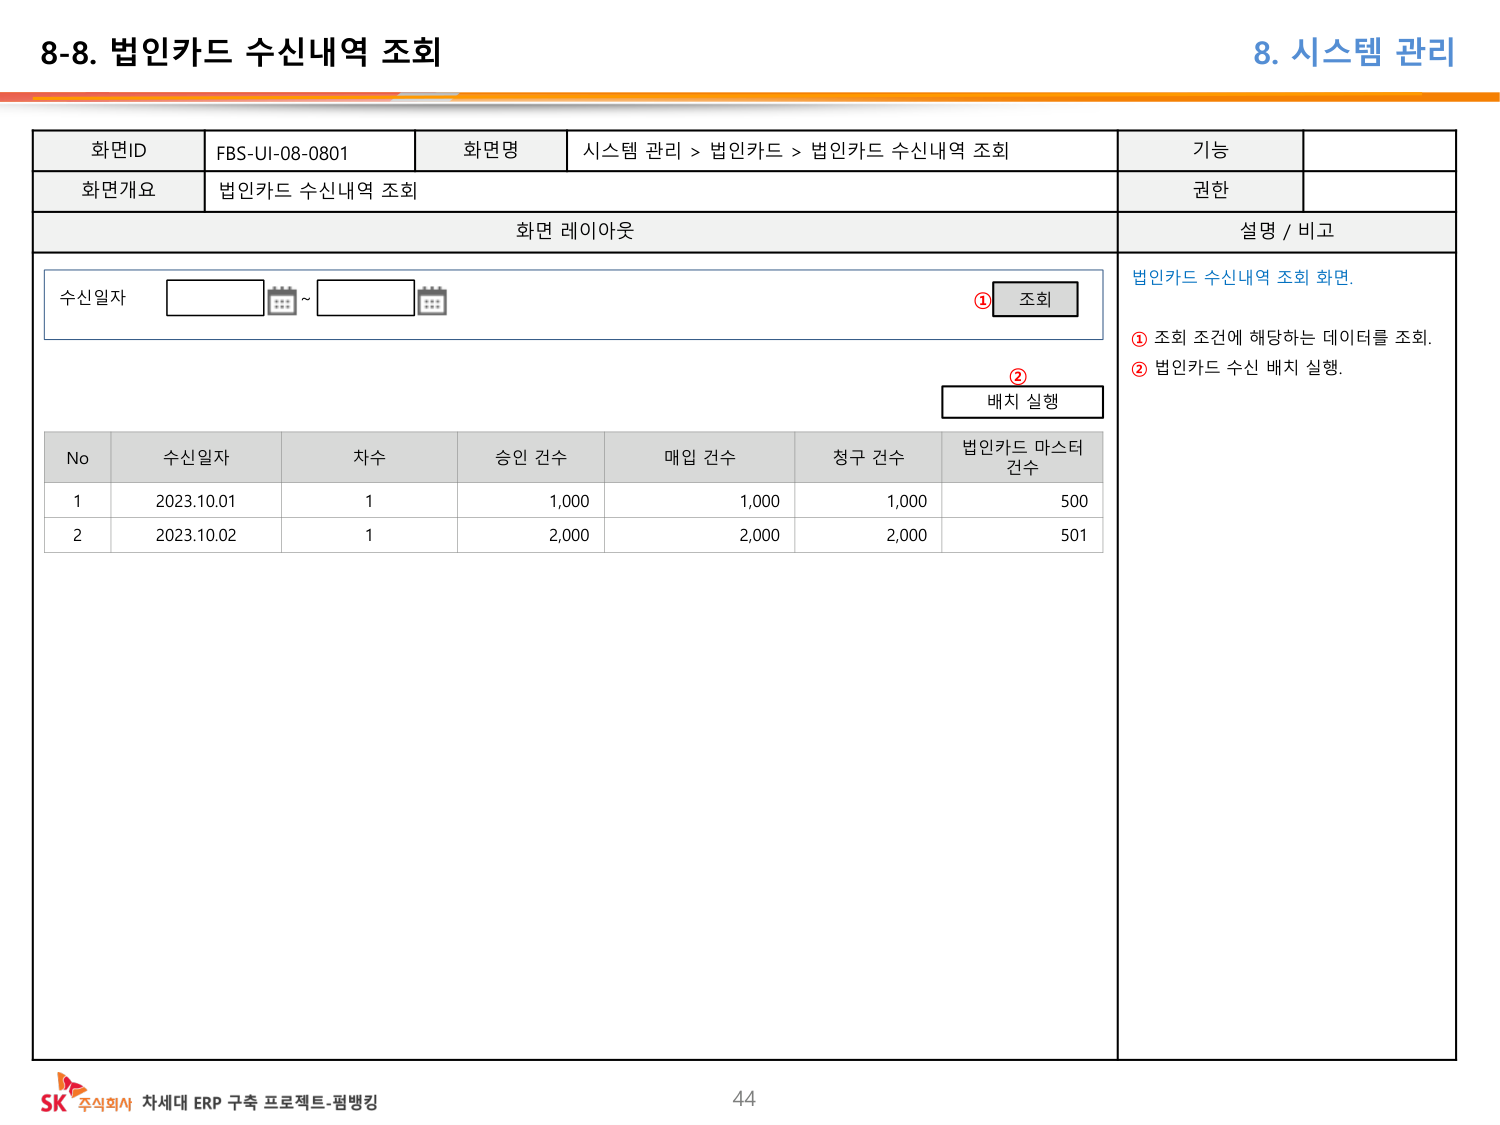 8-8. 법인카드 수신내역 조회
8. 시스템 관리
화면ID FBS-UI-08-0801 화면명 시스템 관리 > 법인카드 > 법인카드 수신내역 조회 기능
화면개요 법인카드 수신내역 조회 권한
화면 레이아웃 설명 / 비고
수신일자 ~ ① 조회
② 
배치 실행
No 수신일자 차수 승인 건수 매입 건수 청구 건수 법인카드 마스터
건수
1 2023.10.01 1 1,000 1,000 1,000 500
2 2023.10.02 1 2,000 2,000 2,000 501
법인카드 수신내역 조회 화면.
① 조회 조건에 해당하는 데이터를 조회.
② 법인카드 수신 배치 실행.
SK 주식회사 차세대 ERP 구축 프로젝트-펌뱅킹
44